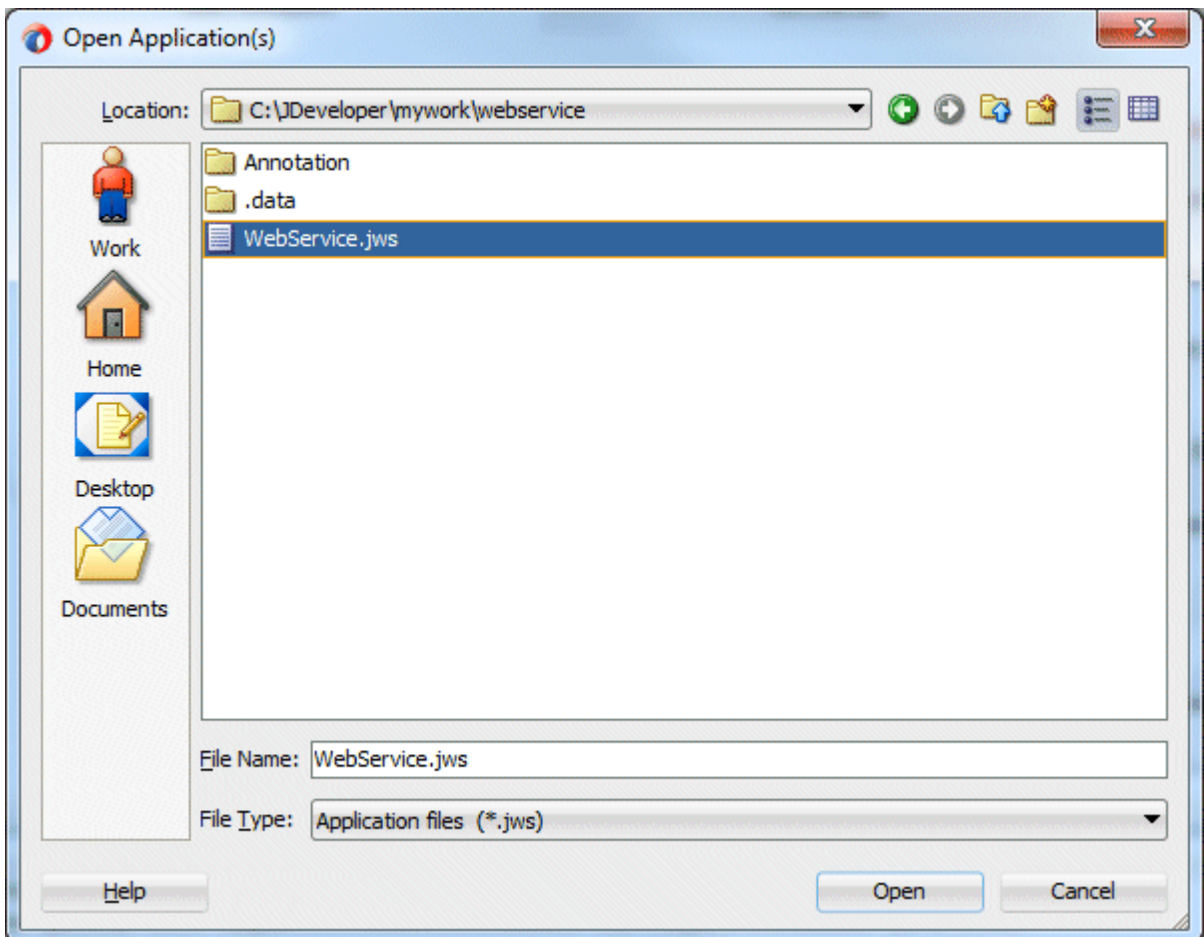 Open Application(s)
Location: C:\JDeveloper\mywork\webservice
Annotation
.data
WebService.jws
Work
Home
Desktop
Documents
File Name: WebService.jws
File Type: Application files (*.jws)
Help Open Cancel